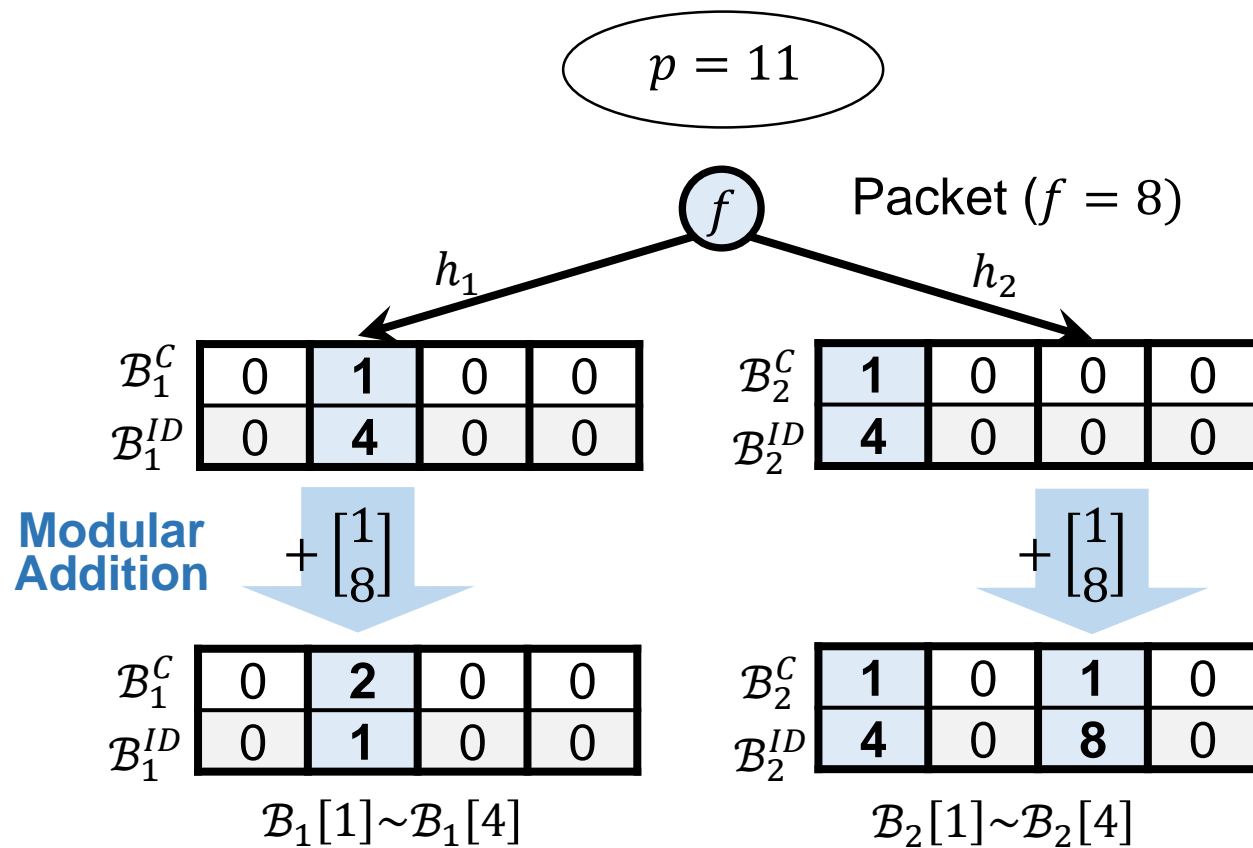 p = 11
f
Packet (f = 8)
h₁
h₂
ℬ₁ᶜ 0 1 0 0
ℬ₁ᴵᴰ 0 4 0 0
ℬ₂ᶜ 1 0 0 0
ℬ₂ᴵᴰ 4 0 0 0
Modular
Addition
+ [1
8]
+ [1
8]
ℬ₁ᶜ 0 2 0 0
ℬ₁ᴵᴰ 0 1 0 0
ℬ₁[1]~ℬ₁[4]
ℬ₂ᶜ 1 0 1 0
ℬ₂ᴵᴰ 4 0 8 0
ℬ₂[1]~ℬ₂[4]